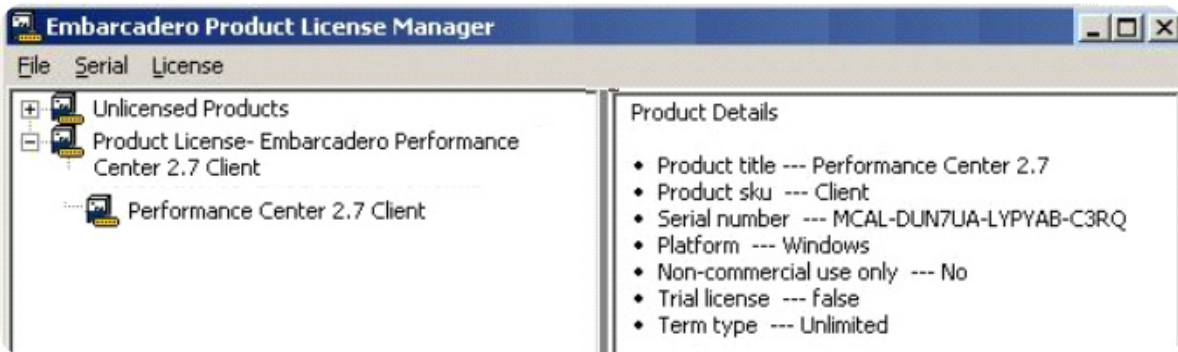 Embarcadero Product License Manager
File Serial License
Unlicensed Products
Product License- Embarcadero Performance
Center 2.7 Client
Performance Center 2.7 Client
Product Details
• Product title --- Performance Center 2.7
• Product sku --- Client
• Serial number --- MCAL-DUN7UA-LYPYAB-C3RQ
• Platform --- Windows
• Non-commercial use only --- No
• Trial license --- false
• Term type --- Unlimited